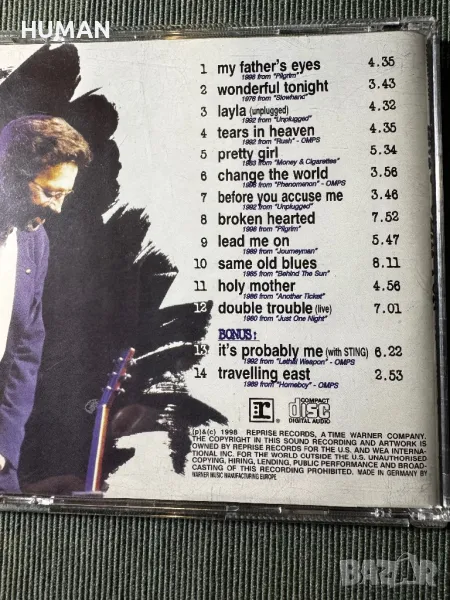 HUMAN
1 my father's eyes 4.35
1998 from "Pilgrim"
2 wonderful tonight 3.43
1978 from "Slowhand"
3 layla (unplugged) 4.32
1992 from "Unplugged"
4 tears in heaven 4.35
1992 from "Rush" - OMPS
5 pretty girl 5.34
1983 from "Money & Cigarettes"
6 change the world 3.56
1996 from "Phenomenon" - OMPS
7 before you accuse me 3.46
1992 from "Unplugged"
8 broken hearted 7.52
1998 from "Pilgrim"
9 lead me on 5.47
1989 from "Journeyman"
10 same old blues 8.11
1985 from "Behind The Sun"
11 holy mother 4.56
1986 from "Another Ticket"
12 double trouble (live) 7.01
1980 from "Just One Night"
BONUS:
13 it's probably me (with STING) 6.22
1992 from "Lethal Weapon" - OMPS
14 travelling east 2.53
1989 from "Homeboy" - OMPS
R COMPACT
disc
DIGITAL AUDIO
(p)&(c) 1998 REPRISE RECORDS, A TIME WARNER COMPANY.
THE COPYRIGHT IN THIS SOUND RECORDING AND ARTWORK IS
OWNED BY REPRISE RECORDS FOR THE U.S. AND WEA INTERNA-
TIONAL INC. FOR THE WORLD OUTSIDE THE U.S. UNAUTHORISED
COPYING, HIRING, LENDING, PUBLIC PERFORMANCE AND BROAD-
CASTING OF THIS RECORDING PROHIBITED. MADE IN GERMANY BY
WARNER MUSIC MANUFACTURING EUROPE.
BAZAR